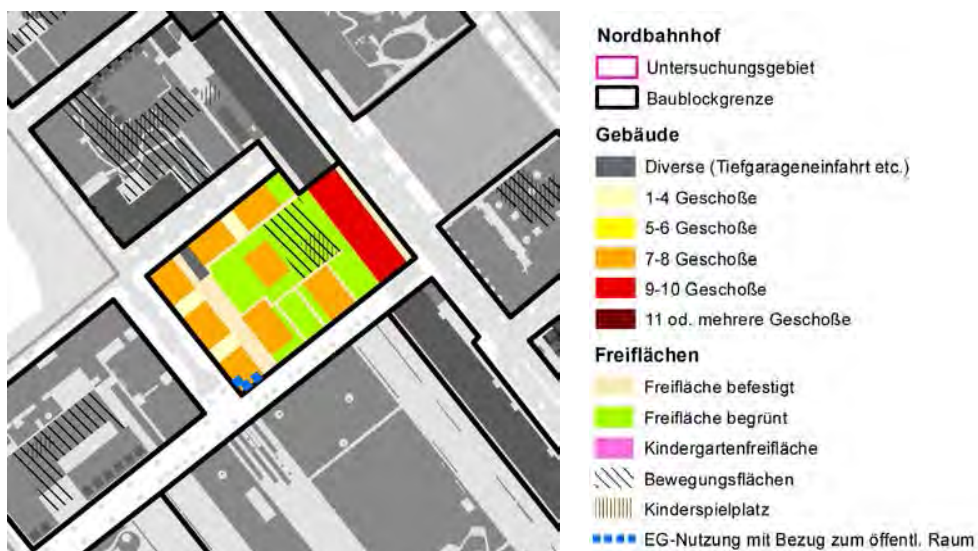 Nordbahnhof
Untersuchungsgebiet
Baublockgrenze
Gebäude
Diverse (Tiefgarageneinfahrt etc.)
1-4 Geschoße
5-6 Geschoße
7-8 Geschoße
9-10 Geschoße
11 od. mehrere Geschoße
Freiflächen
Freifläche befestigt
Freifläche begrünt
Kindergartenfreifläche
Bewegungsflächen
Kinderspielplatz
EG-Nutzung mit Bezug zum öffentl. Raum